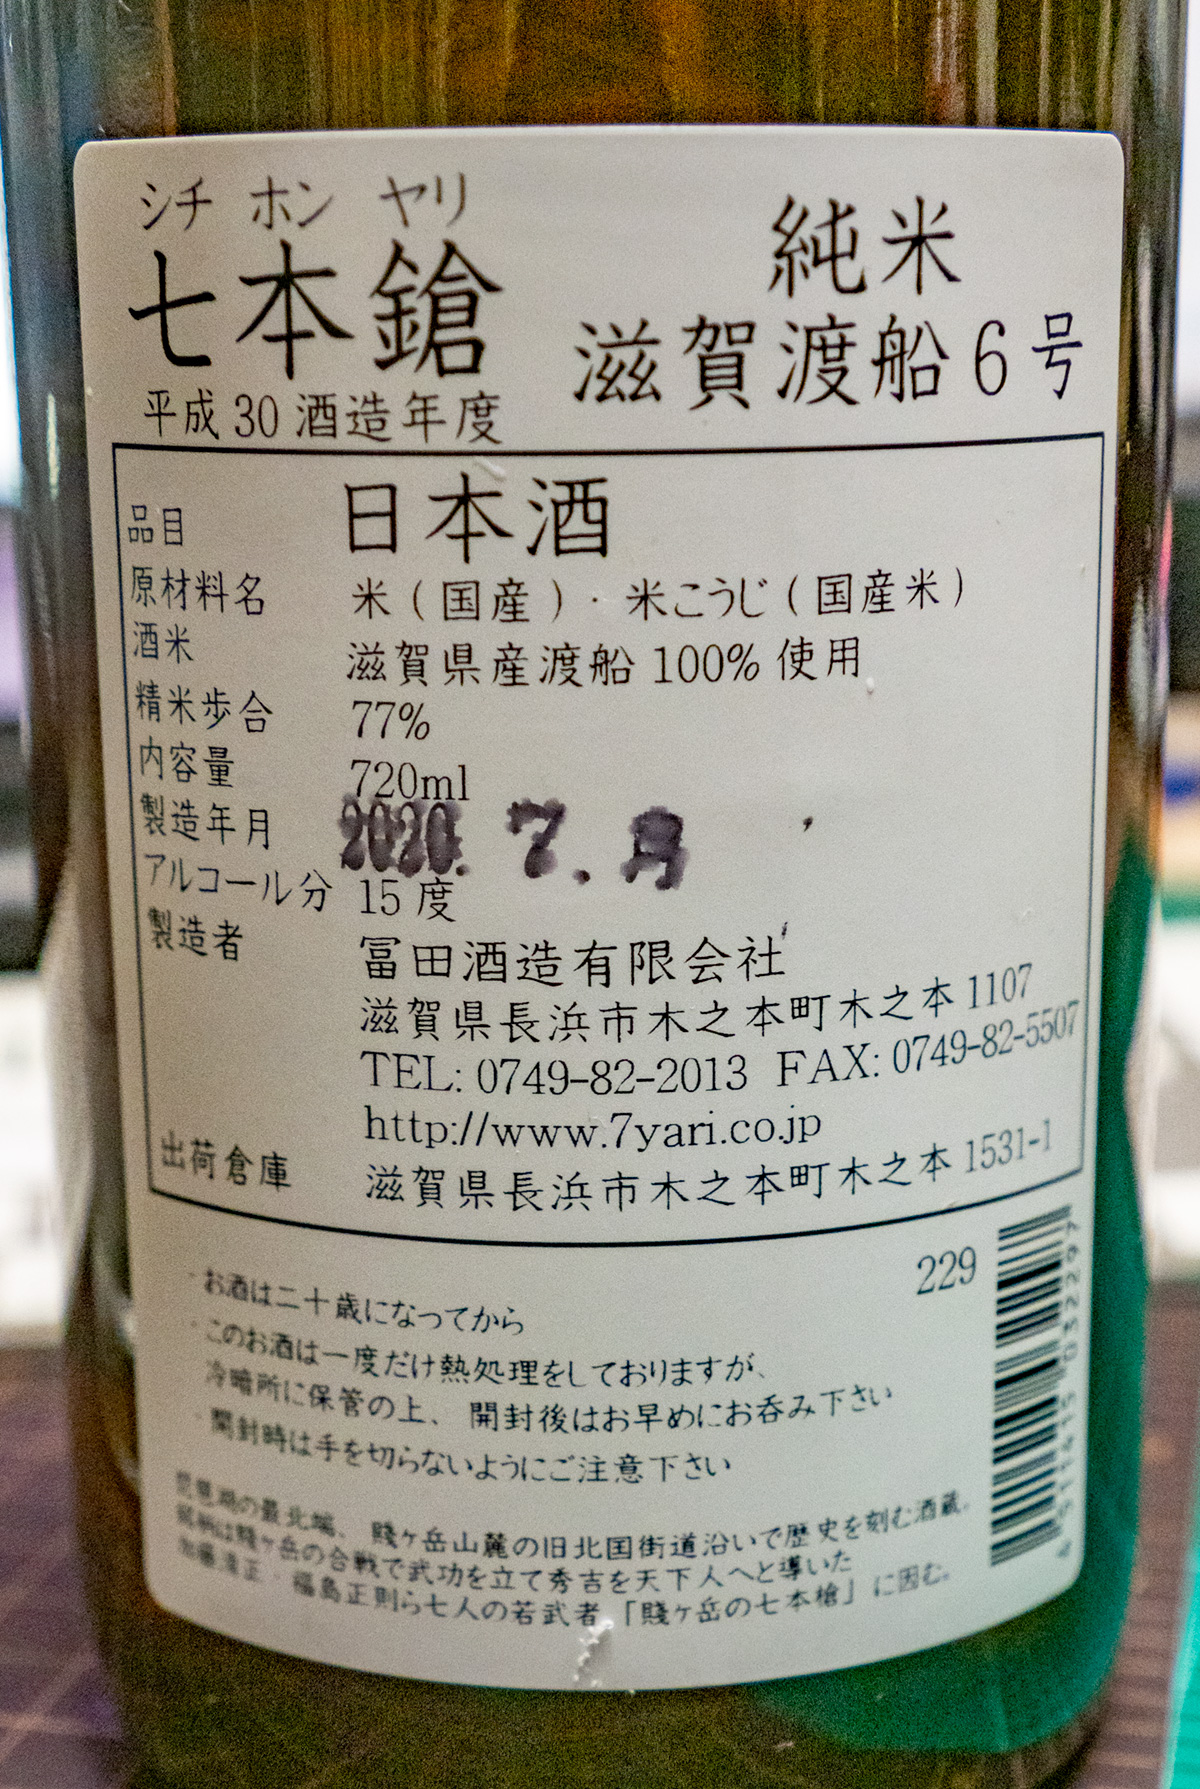 シチ ホン ヤリ
七本鎗
平成30酒造年度
純米
滋賀渡船6号
品目 日本酒
原材料名 米(国産)・米こうじ(国産米)
酒米 滋賀県産渡船100%使用
精米歩合 77%
内容量 720ml
製造年月 2020.7.月
アルコール分 15度
製造者 冨田酒造有限会社
滋賀県長浜市木之本町木之本1107
TEL: 0749-82-2013 FAX: 0749-82-5507
http://www.7yari.co.jp
出荷倉庫 滋賀県長浜市木之本町木之本1531-1
229
・お酒は二十歳になってから
・このお酒は一度だけ熱処理をしておりますが、
冷暗所に保管の上、開封後はお早めにお呑み下さい
・開封時は手を切らないようにご注意下さい
琵琶湖の最北端、賤ヶ岳山麓の旧北国街道沿いで歴史を刻む酒蔵。
銘柄は賤ヶ岳の合戦で武功を立て秀吉を天下人へと導いた
加藤清正・福島正則ら七人の若武者「賤ヶ岳の七本槍」に因む。